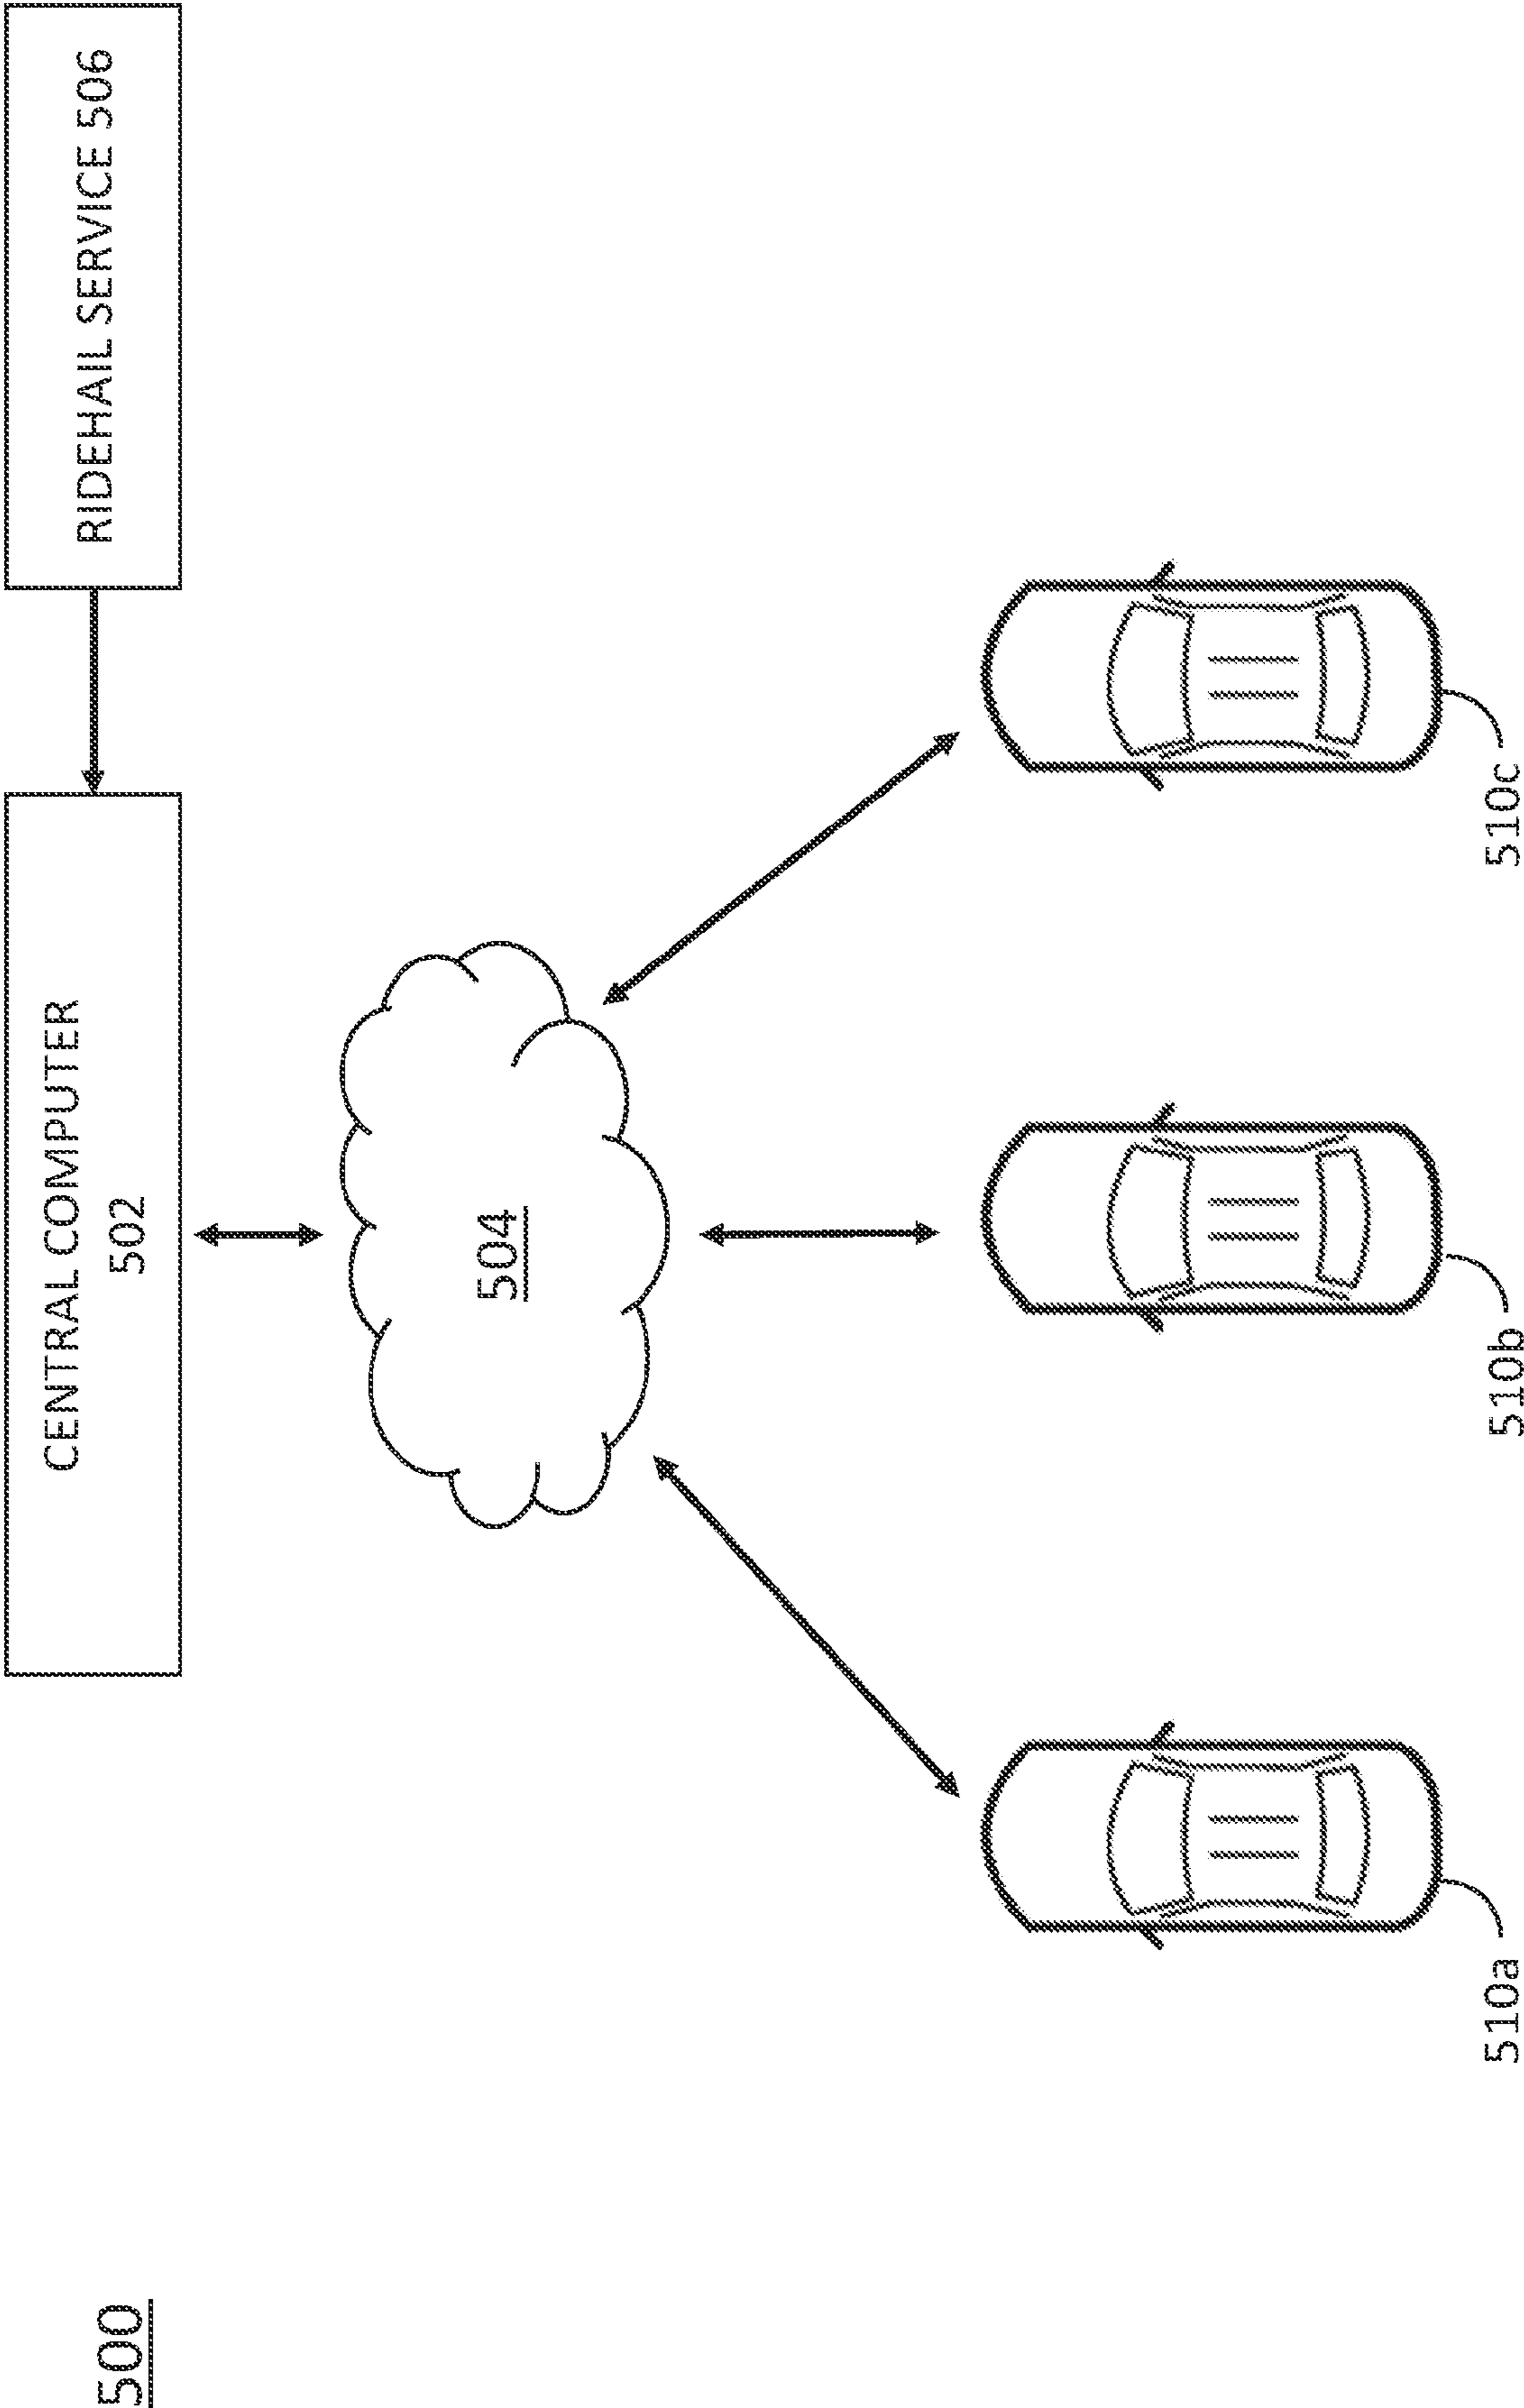 500
CENTRAL COMPUTER
502
RIDEHAIL SERVICE 506
504
510a
510b
510c